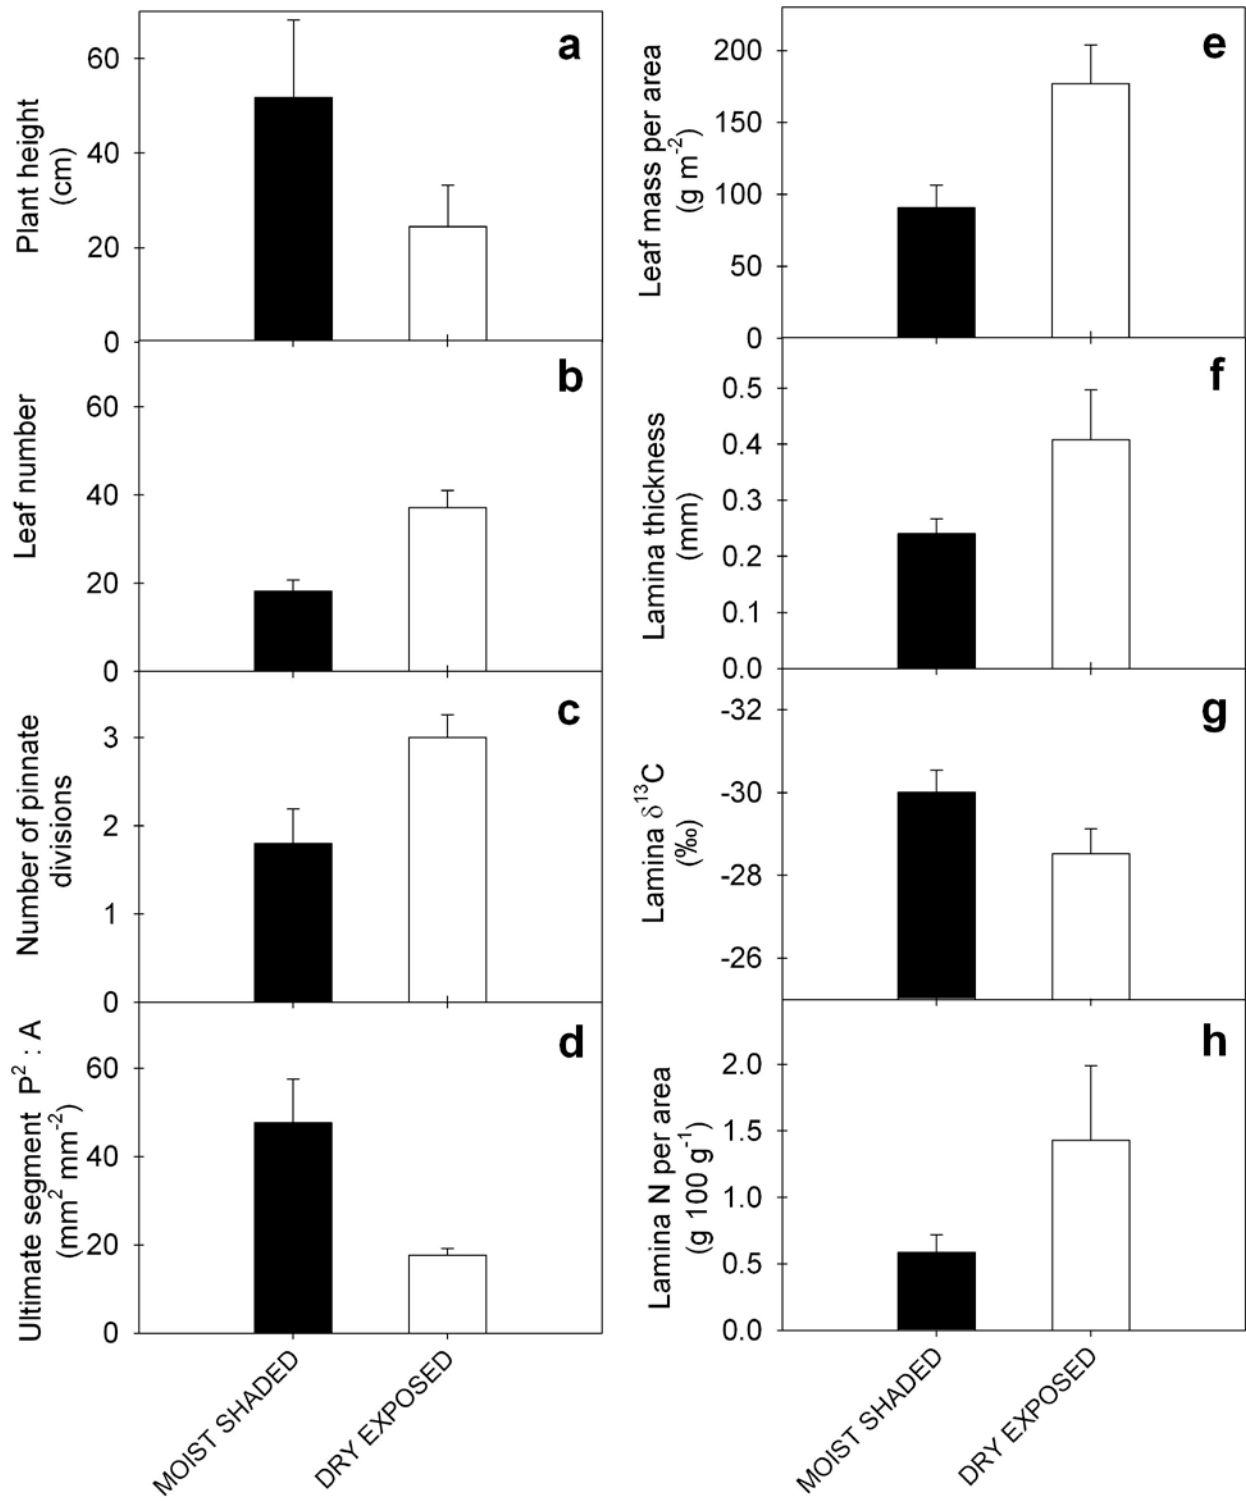 a
60
40
20
0
Plant height
(cm)
b
60
40
20
0
Leaf number
c
3
2
1
0
Number of pinnate
divisions
d
60
40
20
0
Ultimate segment P² : A
(mm² mm⁻²)
MOIST SHADED
DRY EXPOSED
e
200
150
100
50
0
Leaf mass per area
(g m⁻²)
f
0.5
0.4
0.3
0.2
0.1
0.0
Lamina thickness
(mm)
g
-32
-30
-28
-26
Lamina δ¹³C
(‰)
h
2.0
1.5
1.0
0.5
0.0
Lamina N per area
(g 100 g⁻¹)
MOIST SHADED
DRY EXPOSED